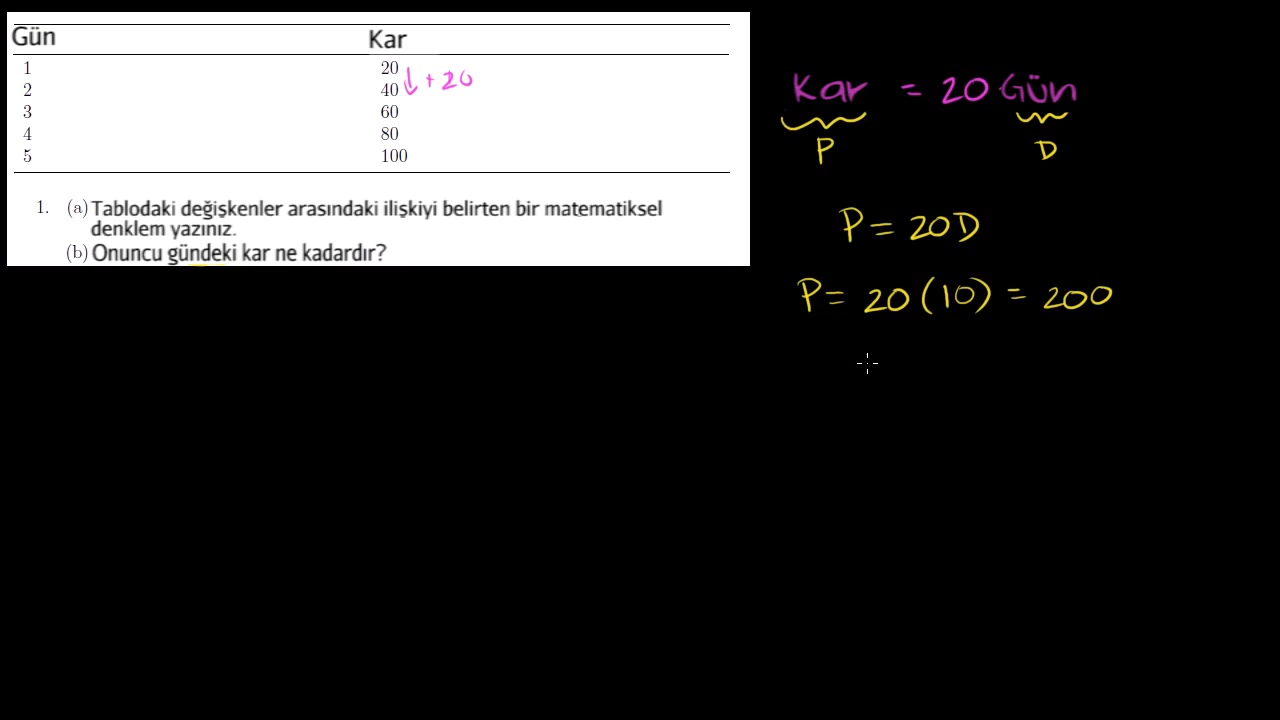 Gün Kar
1 20
2 40
3 60
4 80
5 100
↓ + 20
1. (a) Tablodaki değişkenler arasındaki ilişkiyi belirten bir matematiksel
denklem yazınız.
(b) Onuncu gündeki kar ne kadardır?
Kar = 20 Gün
P D
P = 20D
P = 20 (10) = 200